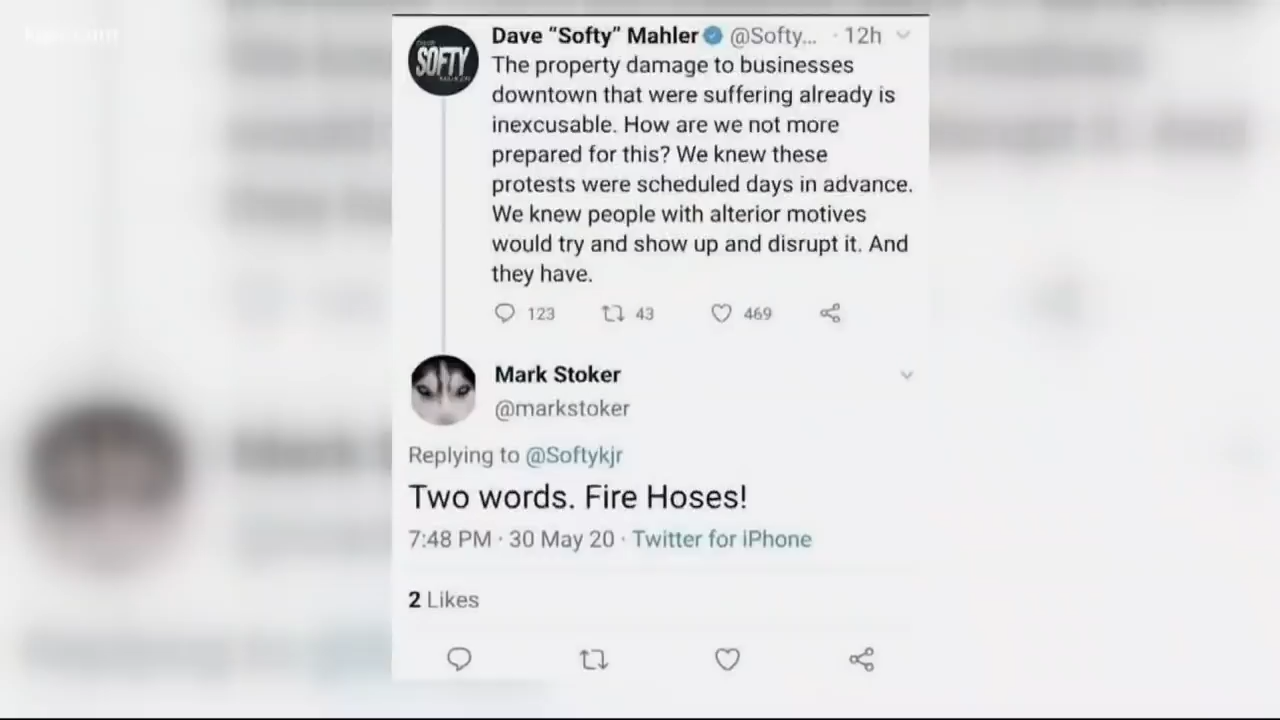 Dave “Softy” Mahler @Softy... · 12h
SOFTY
The property damage to businesses
downtown that were suffering already is
inexcusable. How are we not more
prepared for this? We knew these
protests were scheduled days in advance.
We knew people with alterior motives
would try and show up and disrupt it. And
they have.
123 43 469
Mark Stoker
@markstoker
Replying to @Softykjr
Two words. Fire Hoses!
7:48 PM · 30 May 20 · Twitter for iPhone
2 Likes